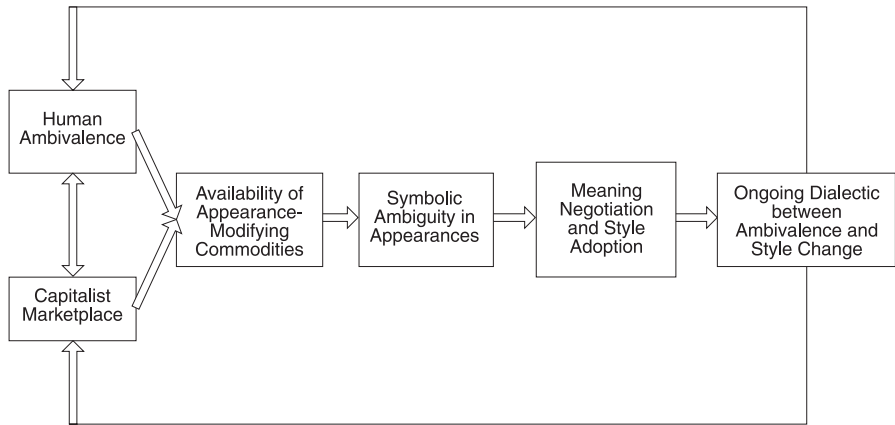 Human
Ambivalence
Capitalist
Marketplace
Availability of
Appearance-
Modifying
Commodities
Symbolic
Ambiguity in
Appearances
Meaning
Negotiation
and Style
Adoption
Ongoing Dialectic
between
Ambivalence and
Style Change